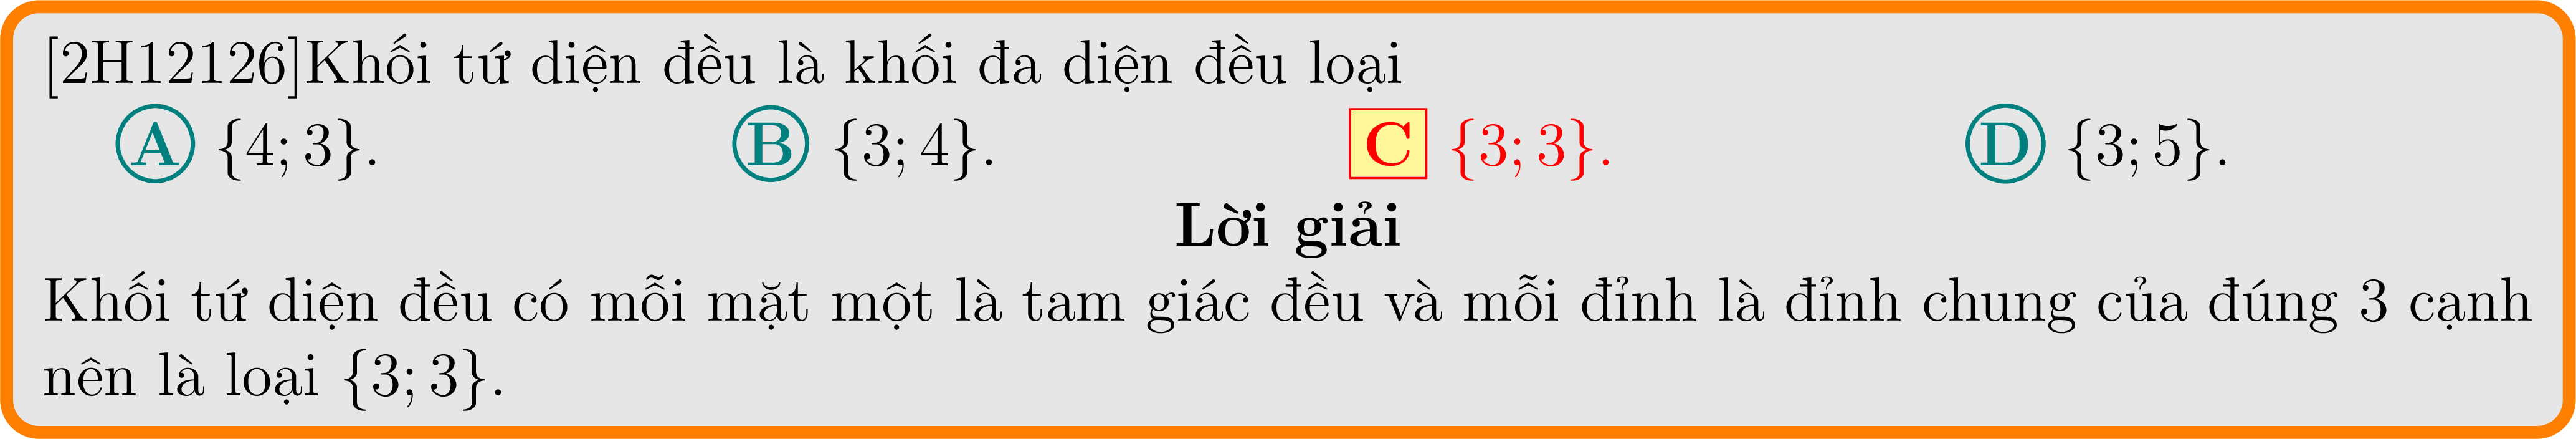 [2H12126]Khối tứ diện đều là khối đa diện đều loại
A {4; 3}. B {3; 4}. C {3; 3}. D {3; 5}.
Lời giải
Khối tứ diện đều có mỗi mặt một là tam giác đều và mỗi đỉnh là đỉnh chung của đúng 3 cạnh
nên là loại {3; 3}.